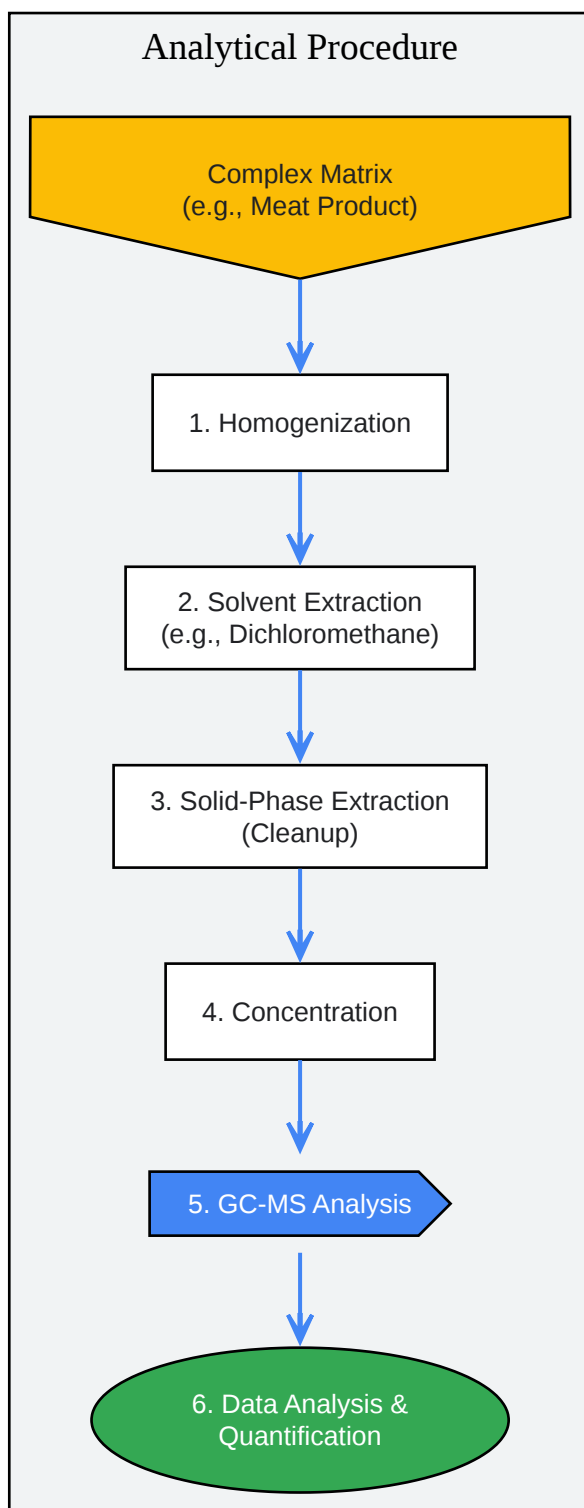 Analytical Procedure
Complex Matrix
(e.g., Meat Product)
1. Homogenization
2. Solvent Extraction
(e.g., Dichloromethane)
3. Solid-Phase Extraction
(Cleanup)
4. Concentration
5. GC-MS Analysis
6. Data Analysis &
Quantification